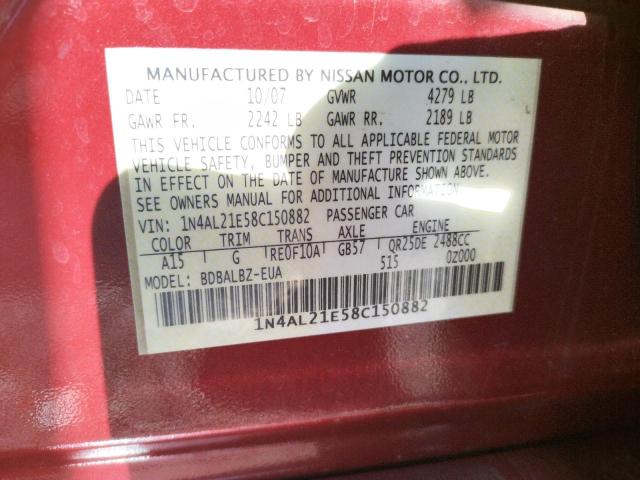 MANUFACTURED BY NISSAN MOTOR CO., LTD.
DATE 10/07 GVWR 4279 LB
GAWR FR. 2242 LB GAWR RR. 2189 LB
THIS VEHICLE CONFORMS TO ALL APPLICABLE FEDERAL MOTOR
VEHICLE SAFETY, BUMPER AND THEFT PREVENTION STANDARDS
IN EFFECT ON THE DATE OF MANUFACTURE SHOWN ABOVE.
SEE OWNERS MANUAL FOR ADDITIONAL INFORMATION.
VIN: 1N4AL21E58C150882 PASSENGER CAR
COLOR TRIM TRANS AXLE ENGINE
A15 G RE0F10A GB57 QR25DE 2488CC
MODEL: BDBALBZ-EUA 515 0Z000
1N4AL21E58C150882